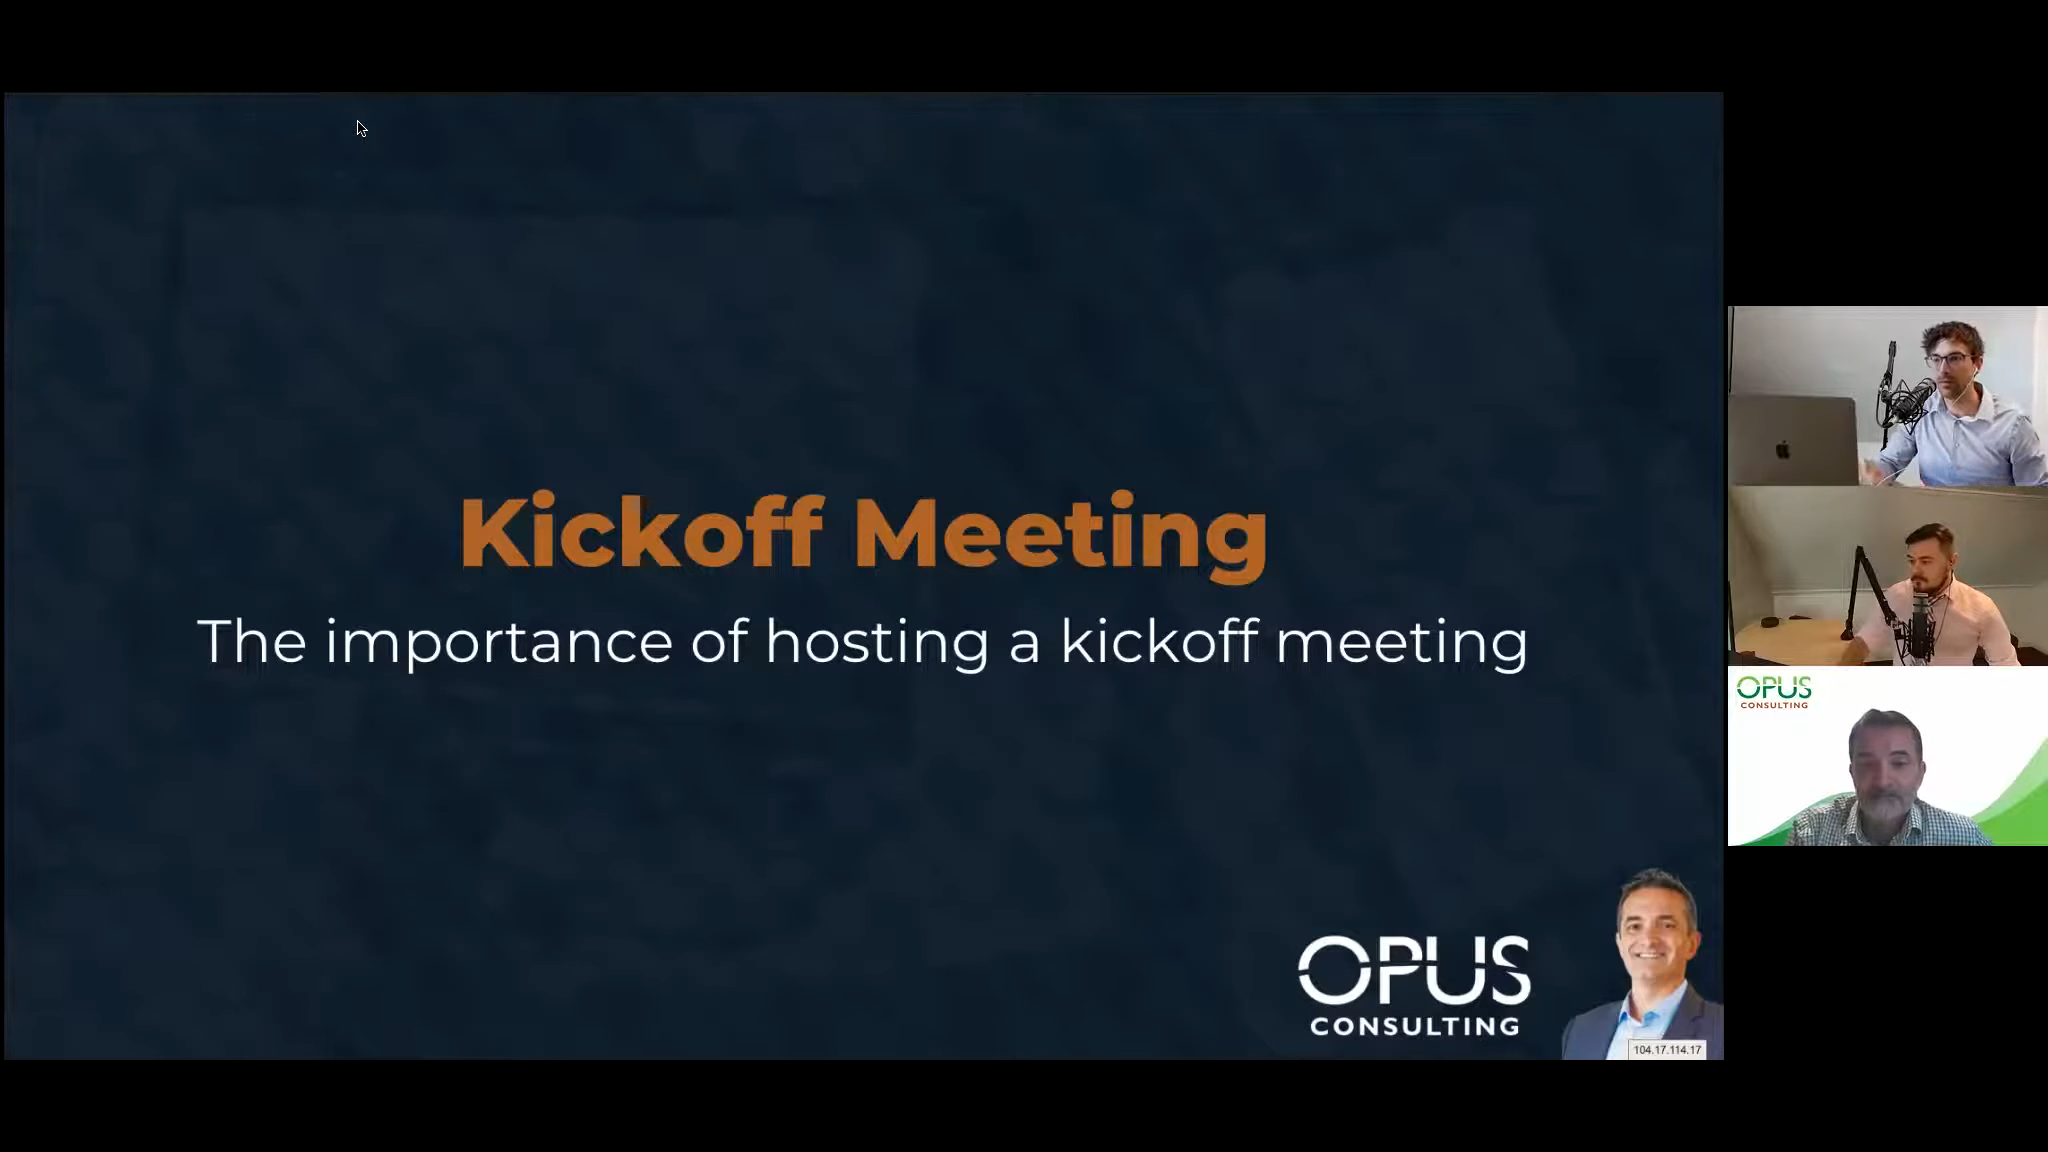 Kickoff Meeting
The importance of hosting a kickoff meeting
OPUS
CONSULTING
104.17.114.17
OPUS
CONSULTING